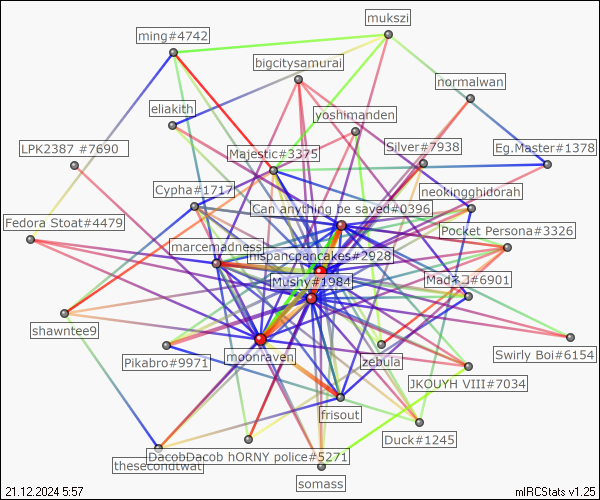 mukszi
ming#4742
bigcitysamurai
normalwan
eliakith
yoshimanden
LPK2387 #7690
Majestic#3375
Silver#7938
Eg.Master#1378
Cypha#1717
neokingghidorah
Can anything be sayed#0396
Fedora Stoat#4479
Pocket Persona#3326
marcemadness
mispancpancakes#2928
Mushy#1984
Madネコ#6901
shawntee9
Pikabro#9971
moonraven
zebula
Swirly Boi#6154
JKOUYH VIII#7034
frisout
Duck#1245
DacobDacob hORNY police#5271
thesecondtwat
somass
21.12.2024 5:57
mIRCStats v1.25